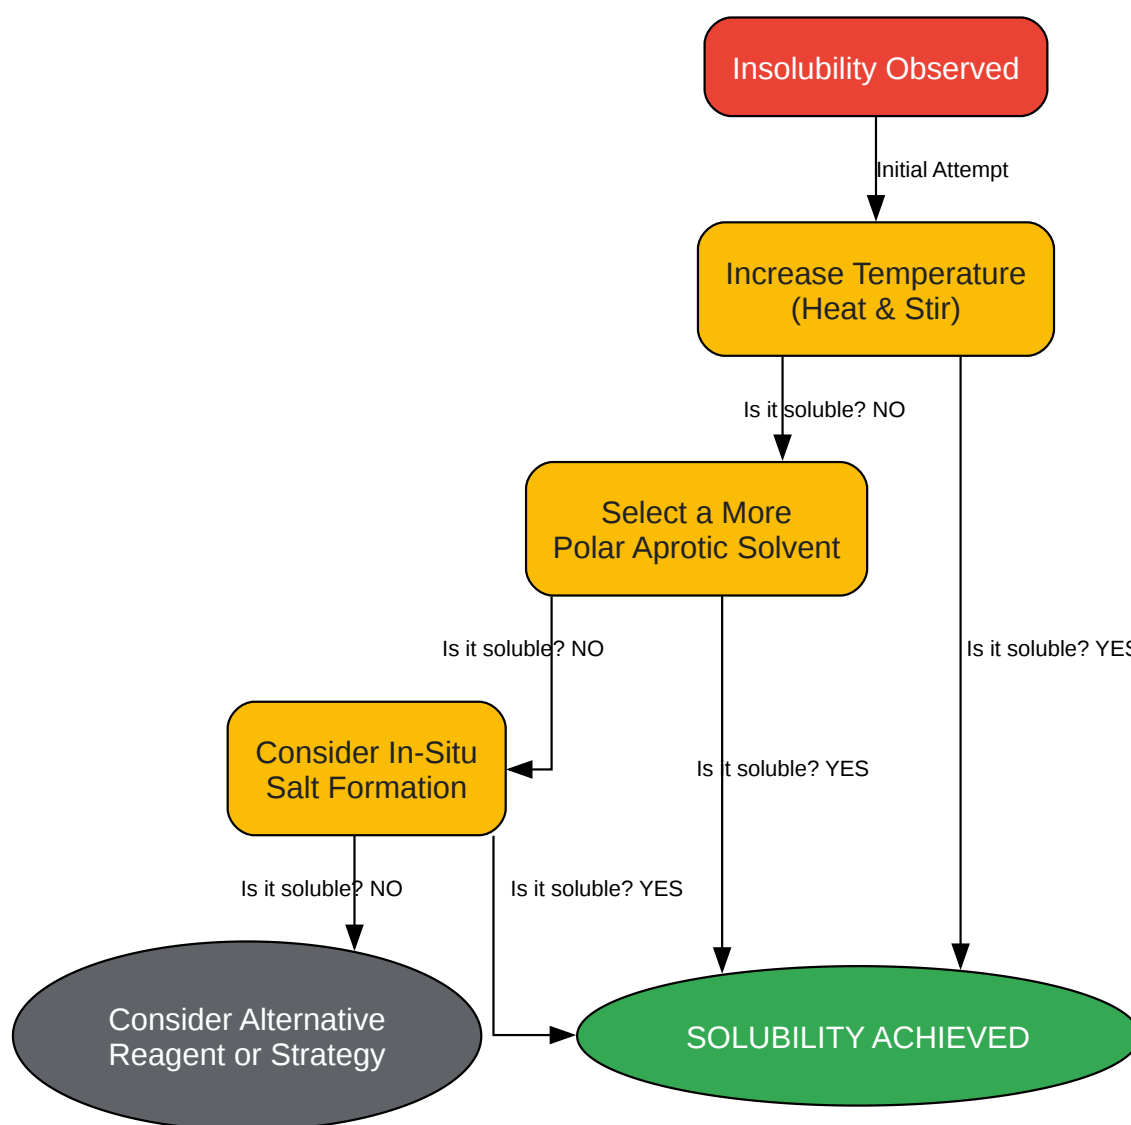 Insolubility Observed
Initial Attempt
Increase Temperature
(Heat & Stir)
Is it soluble? NO
Select a More
Polar Aprotic Solvent
Is it soluble? NO
Is it soluble? YES
Consider In-Situ
Salt Formation
Is it soluble? YES
Is it soluble? NO
Is it soluble? YES
Consider Alternative
Reagent or Strategy
SOLUBILITY ACHIEVED